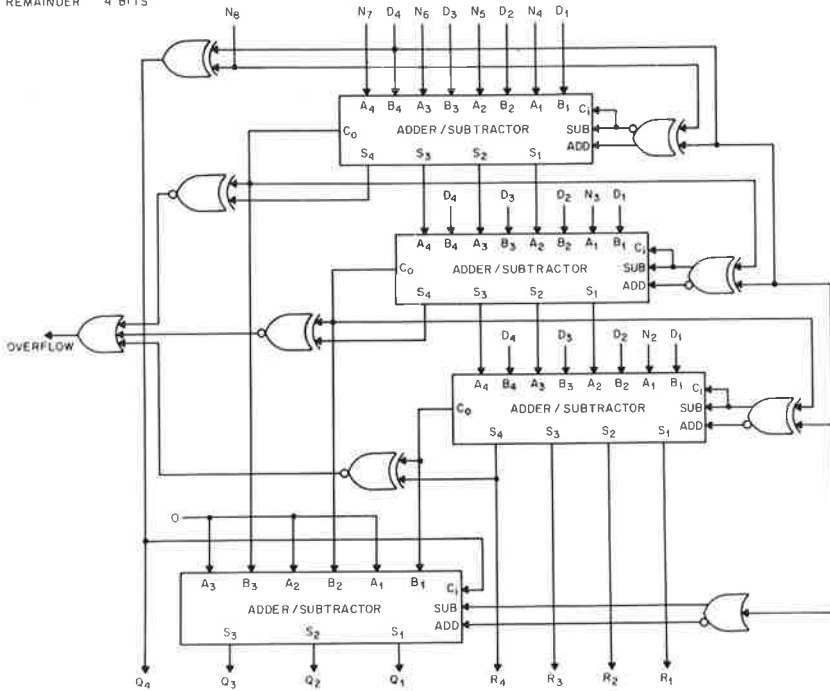 REMAINDER 4 BITS
N8 N7 D4 N6 D3 N5 D2 N4 D1
A4 B4 A3 B3 A2 B2 A1 B1 Ci
CO ADDER/SUBTRACTOR SUB
ADD
S4 S3 S2 S1
D4 D3 D2 N3 D1
A4 B4 A3 B3 A2 B2 A1 B1 Ci
CO ADDER/SUBTRACTOR SUB
ADD
S4 S3 S2 S1
OVERFLOW
D4 D3 D2 N2 D1
A4 B4 A3 B3 A2 B2 A1 B1 Ci
CO ADDER/SUBTRACTOR SUB
ADD
S4 S3 S2 S1
0
A3 B3 A2 B2 A1 B1 Ci
ADDER/SUBTRACTOR SUB
ADD
S3 S2 S1
Q4 Q3 Q2 Q1 R4 R3 R2 R1